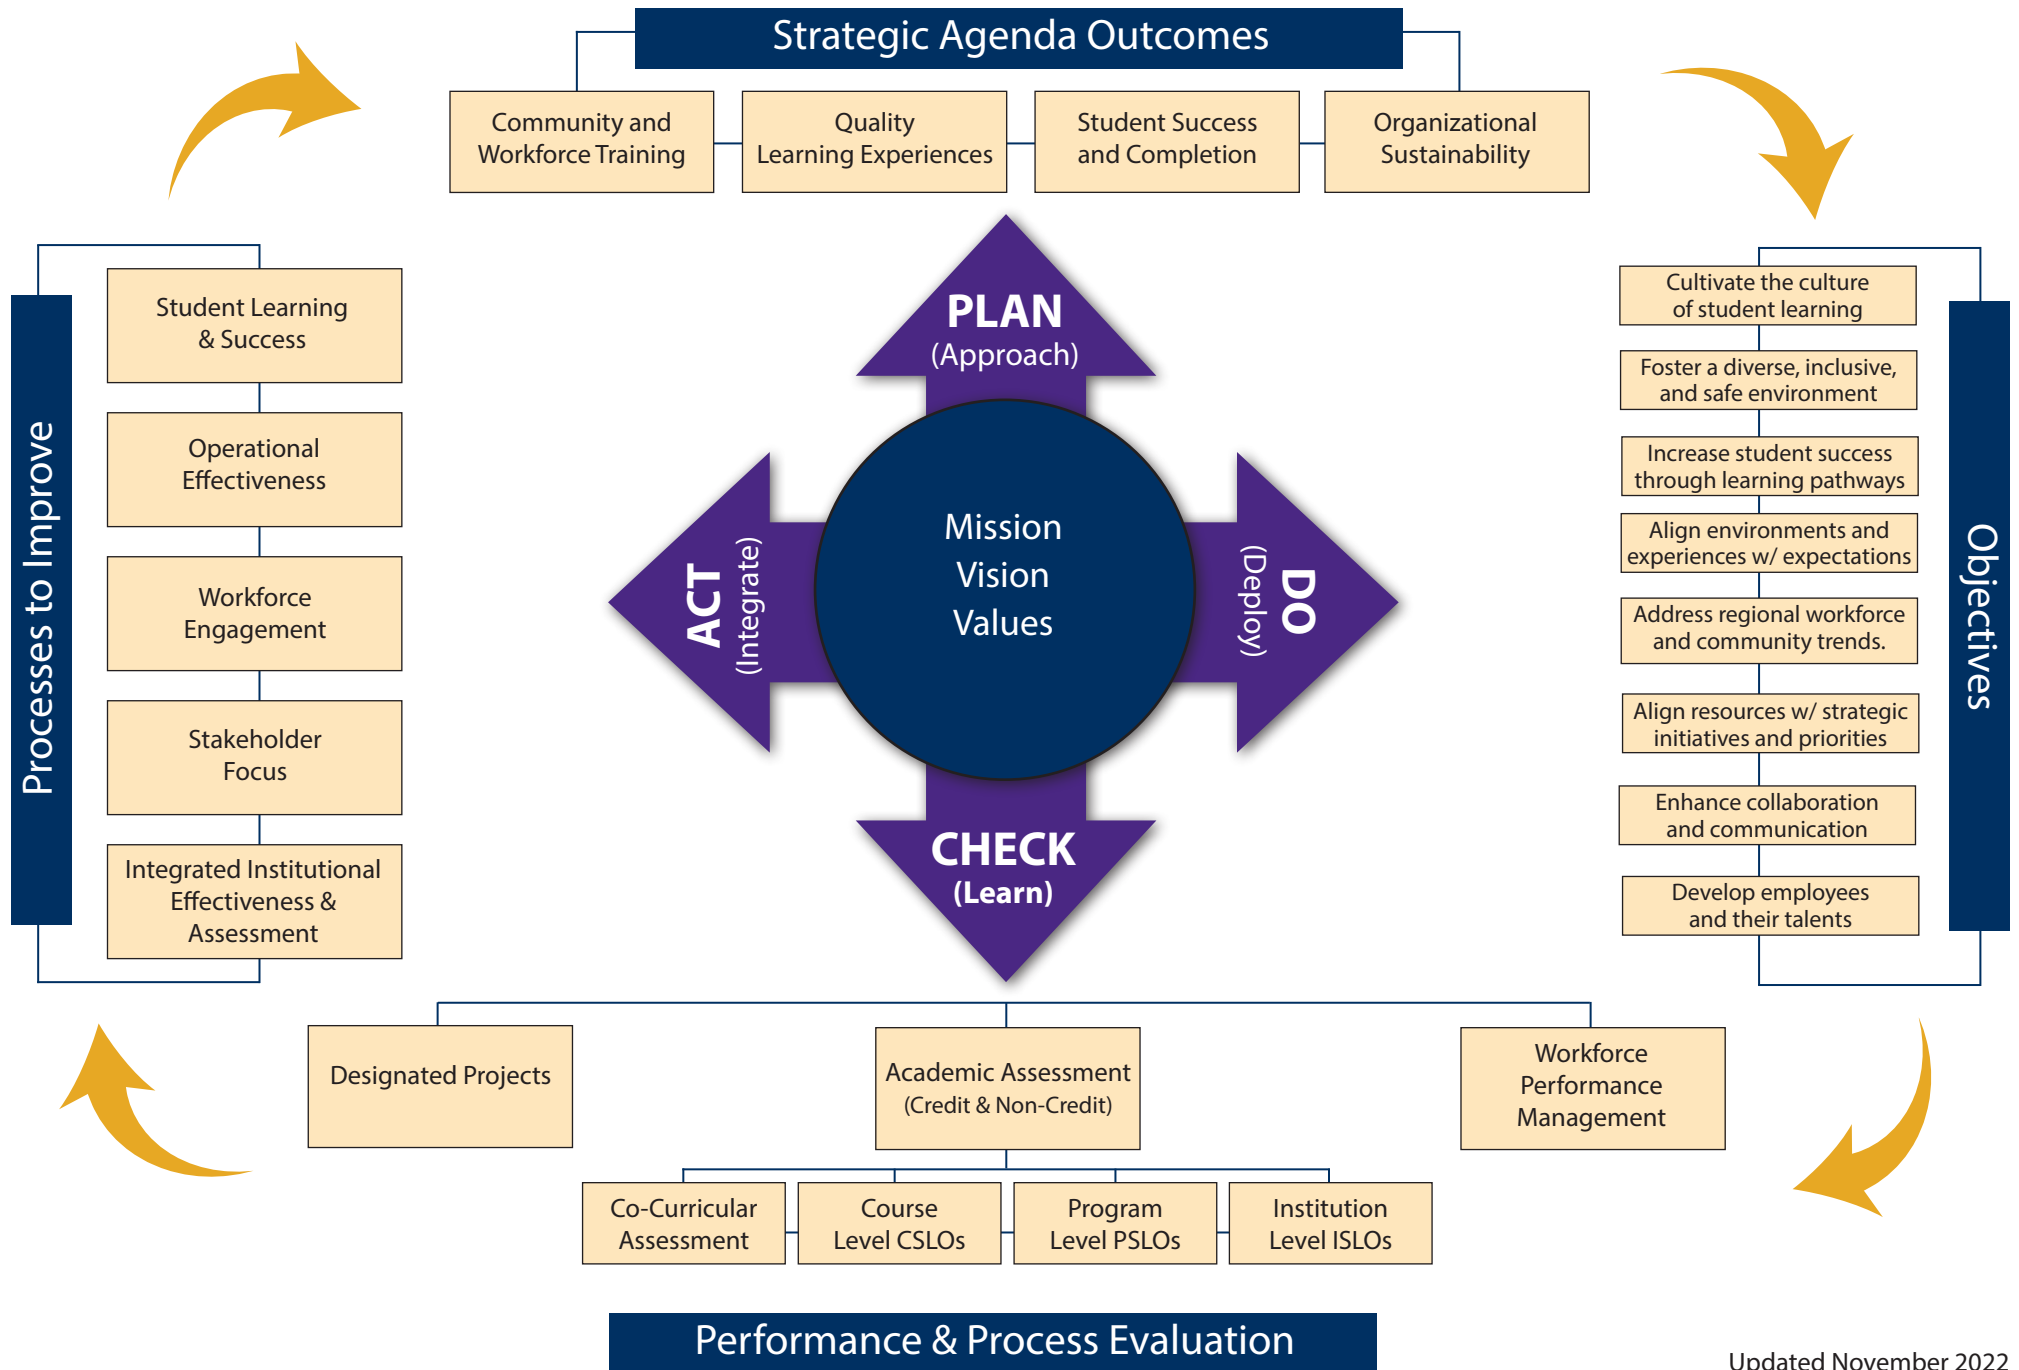 Strategic Agenda Outcomes
Community and
Workforce Training
Quality
Learning Experiences
Student Success
and Completion
Organizational
Sustainability
Processes to Improve
Student Learning
& Success
Operational
Effectiveness
Workforce
Engagement
Stakeholder
Focus
Integrated Institutional
Effectiveness &
Assessment
PLAN
(Approach)
ACT
(Integrate)
Mission
Vision
Values
DO
(Deploy)
CHECK
(Learn)
Cultivate the culture
of student learning
Foster a diverse, inclusive,
and safe environment
Increase student success
through learning pathways
Align environments and
experiences w/ expectations
Address regional workforce
and community trends.
Align resources w/ strategic
initiatives and priorities
Enhance collaboration
and communication
Develop employees
and their talents
Objectives
Designated Projects
Academic Assessment
(Credit & Non-Credit)
Workforce
Performance
Management
Co-Curricular
Assessment
Course
Level CSLOs
Program
Level PSLOs
Institution
Level ISLOs
Performance & Process Evaluation
Updated November 2022